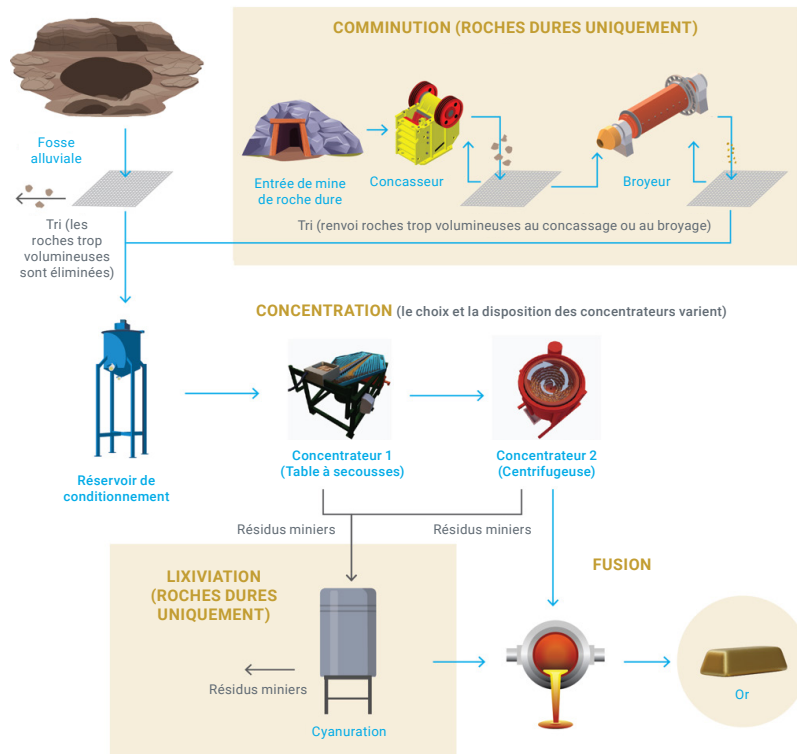 COMMINUTION (ROCHES DURES UNIQUEMENT)
Fosse
alluviale
Entrée de mine
de roche dure
Concasseur
Broyeur
Tri (les
roches trop
volumineuses
sont éliminées)
Tri (renvoi roches trop volumineuses au concassage ou au broyage)
CONCENTRATION (le choix et la disposition des concentrateurs varient)
Réservoir de
conditionnement
Concentrateur 1
(Table à secousses)
Concentrateur 2
(Centrifugeuse)
Résidus miniers
Résidus miniers
LIXIVIATION
(ROCHES DURES
UNIQUEMENT)
FUSION
Résidus miniers
Cyanuration
Or